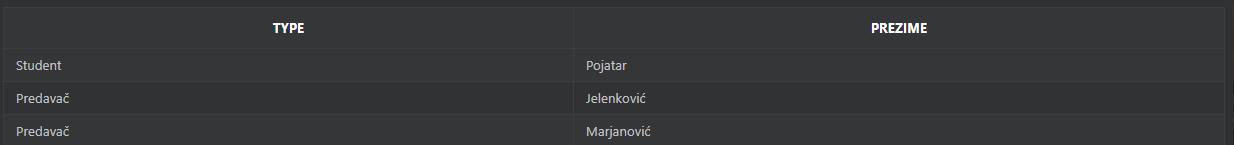 TYPE PREZIME
Student Pojatar
Predavač Jelenković
Predavač Marjanović